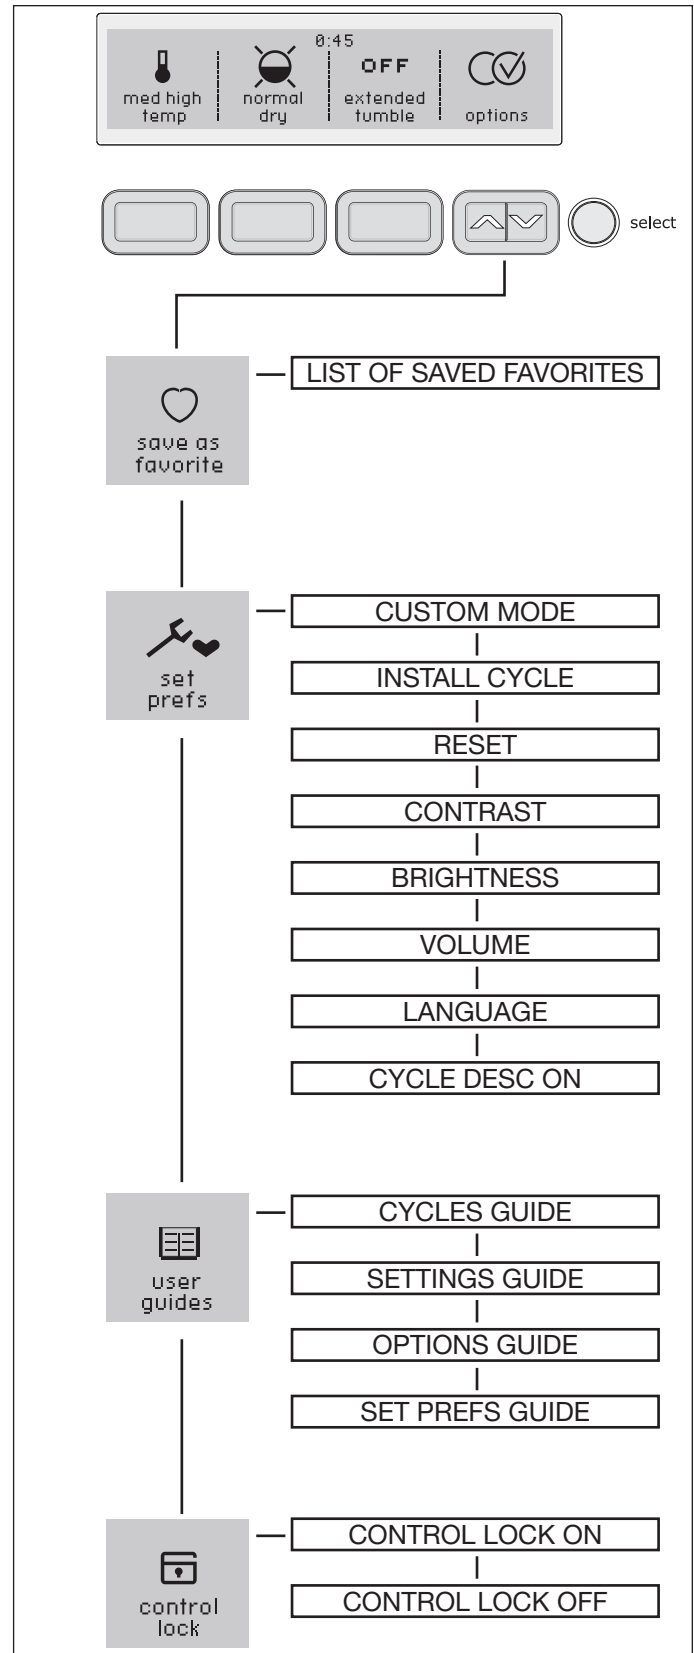 0:45
med high
temp
normal
dry
OFF
extended
tumble
options
select
save as
favorite
LIST OF SAVED FAVORITES
set
prefs
CUSTOM MODE
INSTALL CYCLE
RESET
CONTRAST
BRIGHTNESS
VOLUME
LANGUAGE
CYCLE DESC ON
user
guides
CYCLES GUIDE
SETTINGS GUIDE
OPTIONS GUIDE
SET PREFS GUIDE
control
lock
CONTROL LOCK ON
CONTROL LOCK OFF